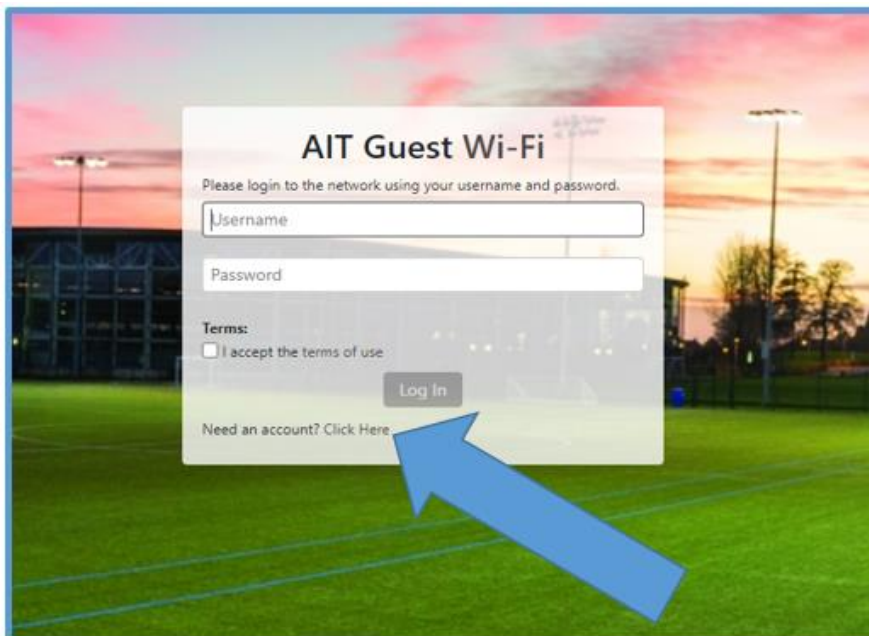 AIT Guest Wi-Fi
Please login to the network using your username and password.
Username
Password
Terms:
I accept the terms of use
Log In
Need an account? Click Here